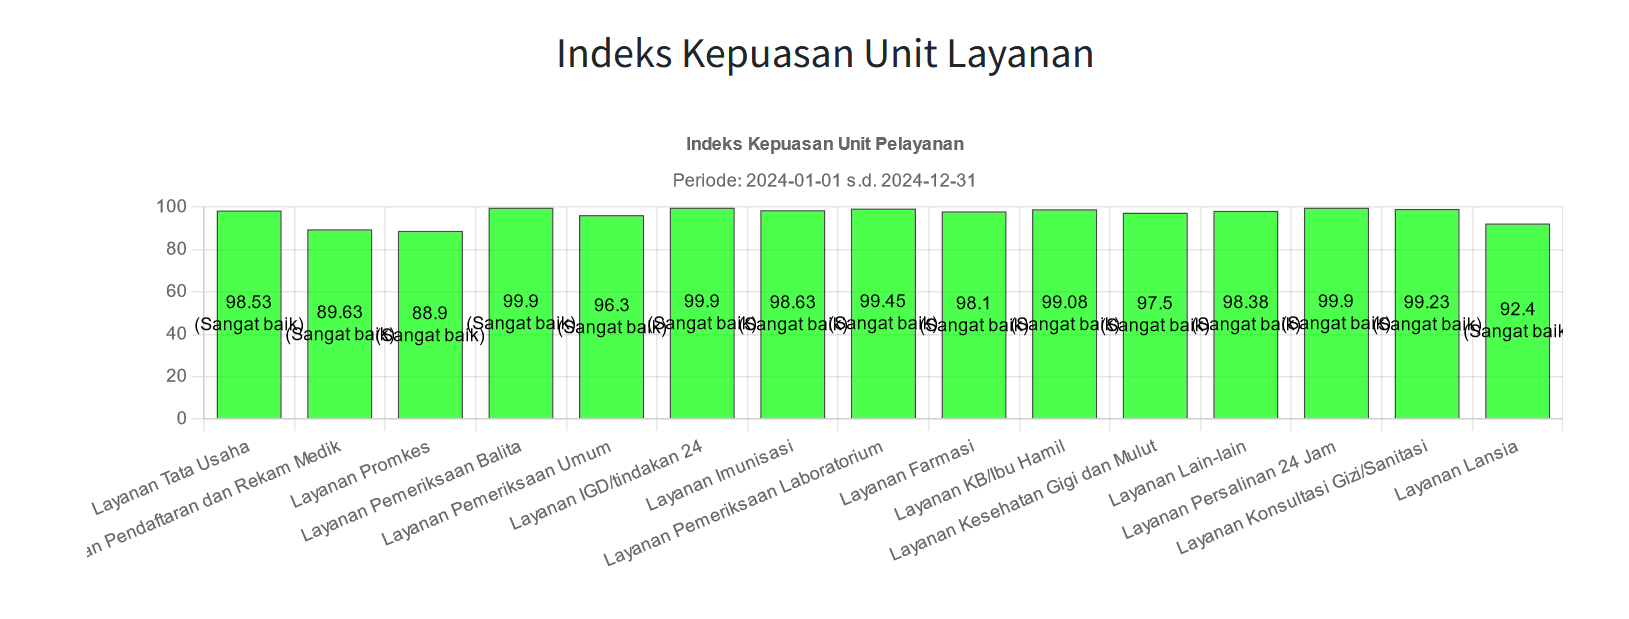 Indeks Kepuasan Unit Layanan
Indeks Kepuasan Unit Pelayanan
Periode: 2024-01-01 s.d. 2024-12-31
100
80
60
40
20
0
98.53
(Sangat baik)
89.63
(Sangat baik)
88.9
(Sangat baik)
99.9
(Sangat baik)
96.3
(Sangat baik)
99.9
(Sangat baik)
98.63
(Sangat baik)
99.45
(Sangat baik)
98.1
(Sangat baik)
99.08
(Sangat baik)
97.5
(Sangat baik)
98.38
(Sangat baik)
99.9
(Sangat baik)
99.23
(Sangat baik)
92.4
(Sangat baik
Layanan Tata Usaha
Pendaftaran dan Rekam Medik
Layanan Promkes
Layanan Pemeriksaan Balita
Layanan Pemeriksaan Umum
Layanan IGD/tindakan 24
Layanan Imunisasi
Layanan Pemeriksaan Laboratorium
Layanan Farmasi
Layanan KB/Ibu Hamil
Layanan Kesehatan Gigi dan Mulut
Layanan Lain-lain
Layanan Persalinan 24 Jam
Layanan Konsultasi Gizi/Sanitasi
Layanan Lansia